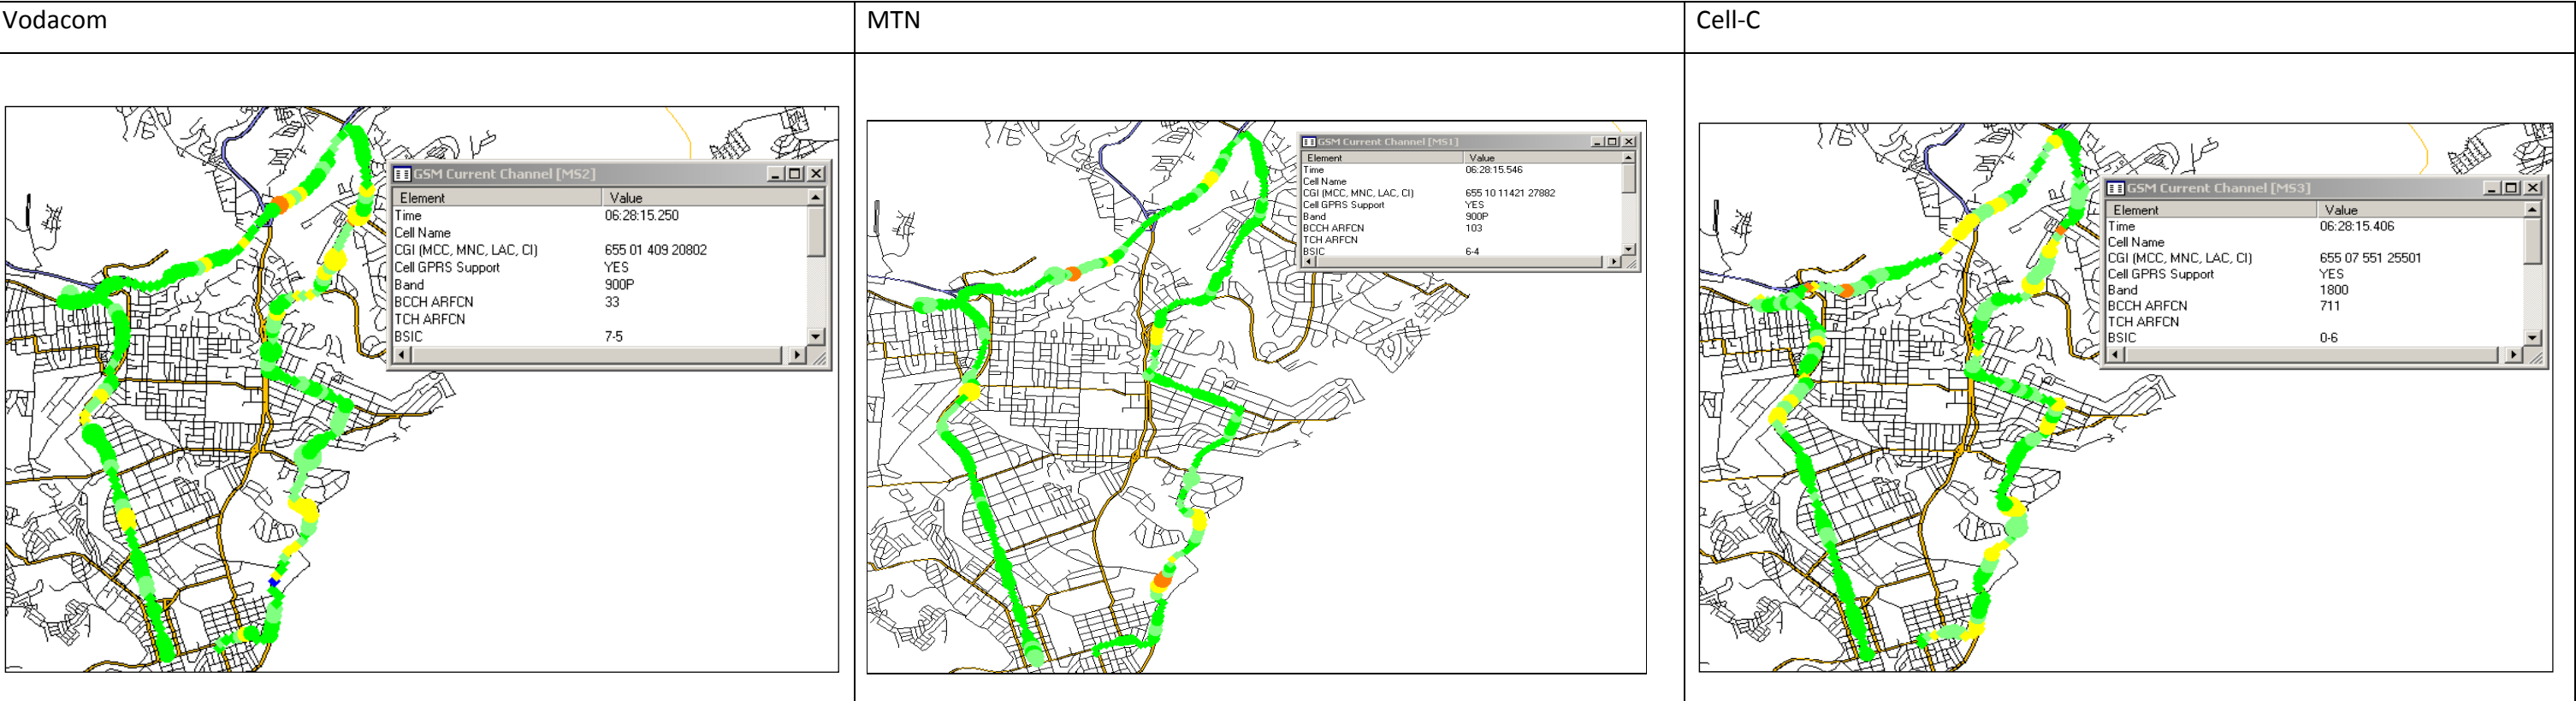 Vodacom
MTN
Cell-C
GSM Current Channel [MS2]
Element Value
Time 06:28:15.250
Cell Name
CGI (MCC, MNC, LAC, CI) 655 01 409 20802
Cell GPRS Support YES
Band 900P
BCCH ARFCN 33
TCH ARFCN
BSIC 7-5
GSM Current Channel [MS1]
Element Value
Time 06:28:15.546
Cell Name
CGI (MCC, MNC, LAC, CI) 655 10 11421 27882
Cell GPRS Support YES
Band 900P
BCCH ARFCN 103
TCH ARFCN
BSIC 6-4
GSM Current Channel [MS3]
Element Value
Time 06:28:15.406
Cell Name
CGI (MCC, MNC, LAC, CI) 655 07 551 25501
Cell GPRS Support YES
Band 1800
BCCH ARFCN 711
TCH ARFCN
BSIC 0-6